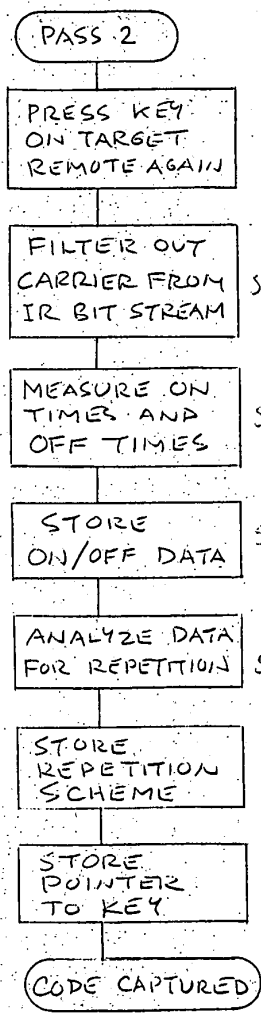 PASS 2
PRESS KEY
ON TARGET
REMOTE AGAIN
FILTER OUT
CARRIER FROM
IR BIT STREAM
S
MEASURE ON
TIMES AND
OFF TIMES
S
STORE
ON/OFF DATA
ANALYZE DATA
FOR REPETITION
S
STORE
REPETITION
SCHEME
STORE
POINTER
TO KEY
CODE CAPTURED